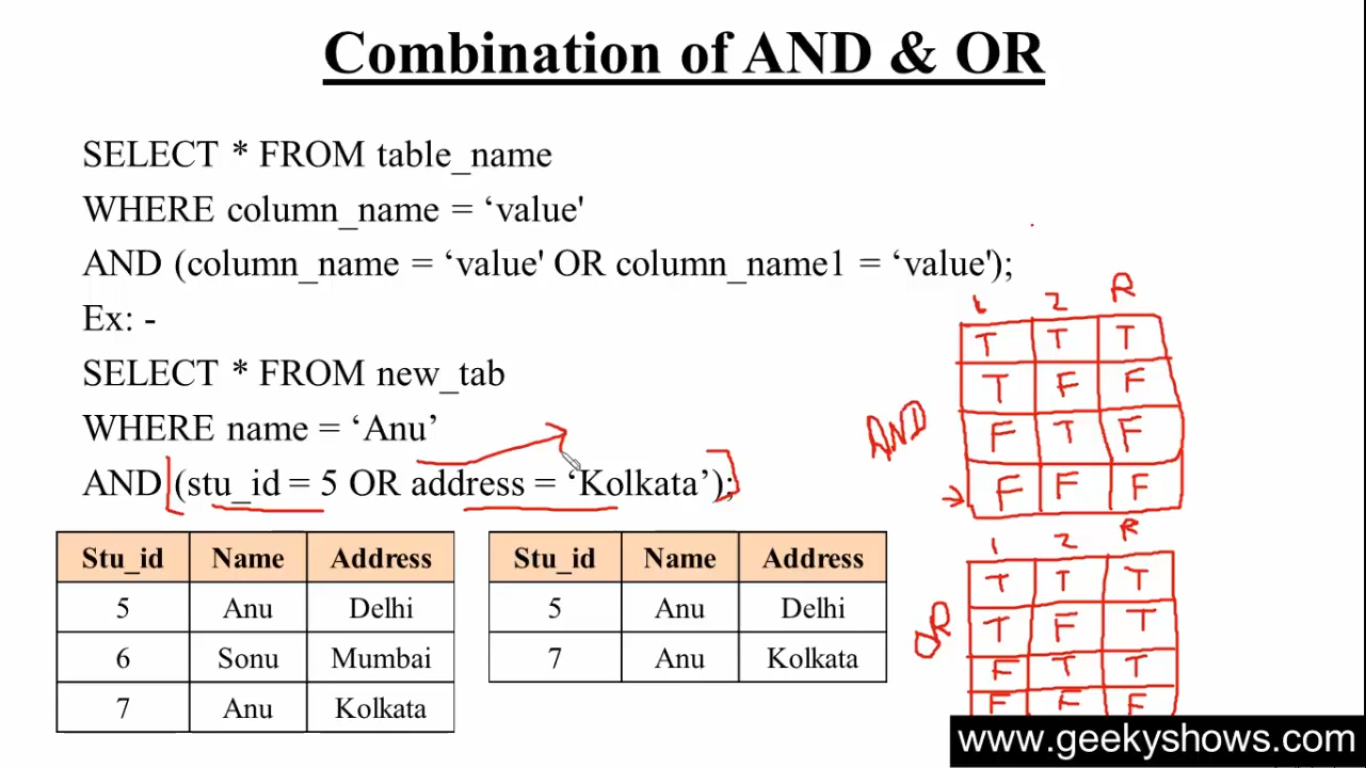 Combination of AND & OR
SELECT * FROM table_name
WHERE column_name = ‘value'
AND (column_name = ‘value' OR column_name1 = ‘value');
Ex: -
SELECT * FROM new_tab
WHERE name = ‘Anu’
AND (stu_id = 5 OR address = ‘Kolkata’);
Stu_id Name Address
5 Anu Delhi
6 Sonu Mumbai
7 Anu Kolkata
Stu_id Name Address
5 Anu Delhi
7 Anu Kolkata
AND
1 2 R
T T T
T F F
F T F
F F F
OR
1 2 R
T T T
T F T
F T T
F F F
www.geekyshows.com